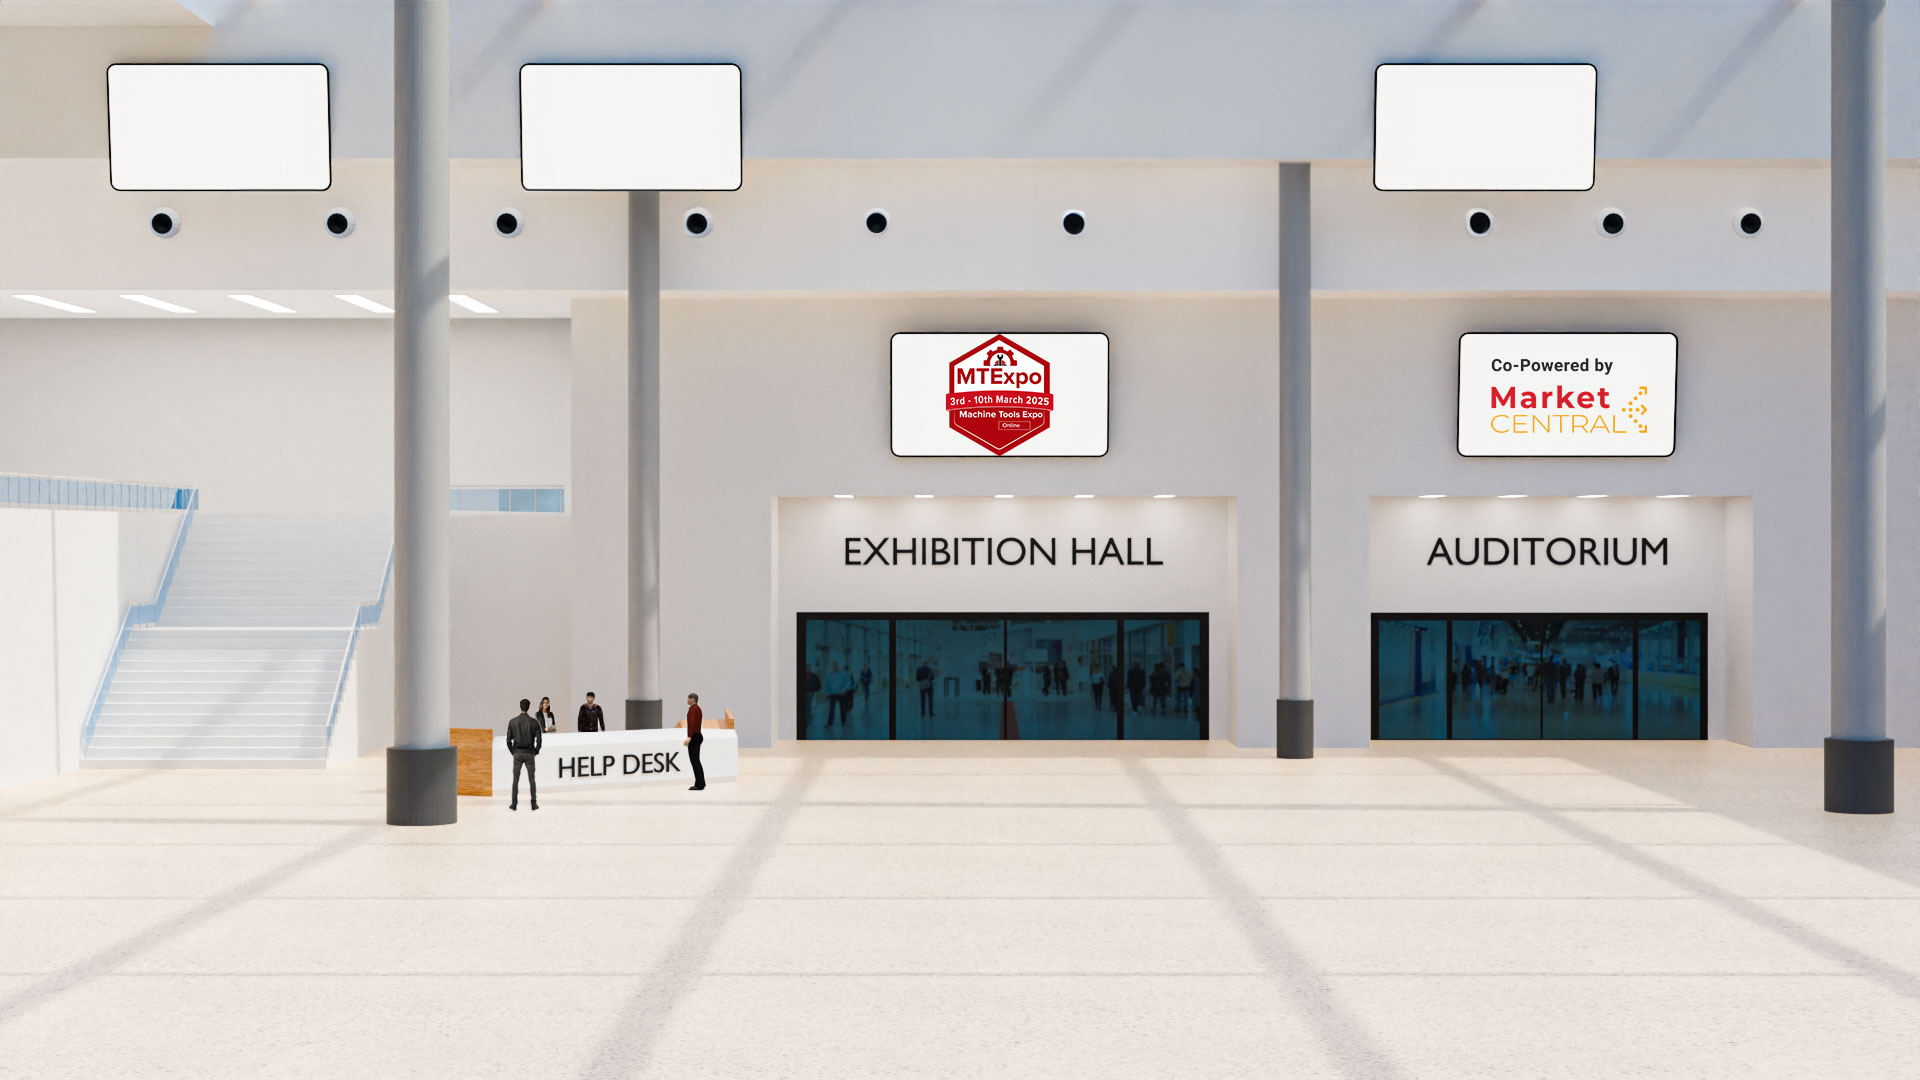 MTExpo
3rd - 10th March 2025
Machine Tools Expo
Online
Co-Powered by
Market
CENTRAL
EXHIBITION HALL
AUDITORIUM
HELP DESK